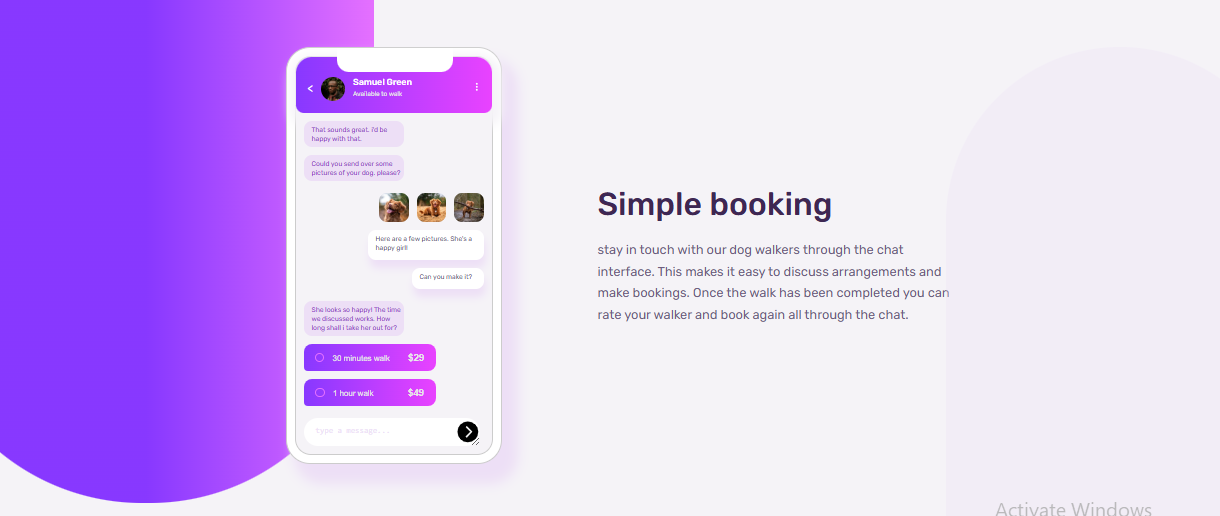 Samuel Green
Available to walk
That sounds great. i'd be
happy with that.
Could you send over some
pictures of your dog. please?
Here are a few pictures. She's a
happy girl!
Can you make it?
She looks so happy! The time
we discussed works. How
long shall i take her out for?
30 minutes walk $29
1 hour walk $49
type a message...
Simple booking
stay in touch with our dog walkers through the chat
interface. This makes it easy to discuss arrangements and
make bookings. Once the walk has been completed you can
rate your walker and book again all through the chat.
Activate Windows